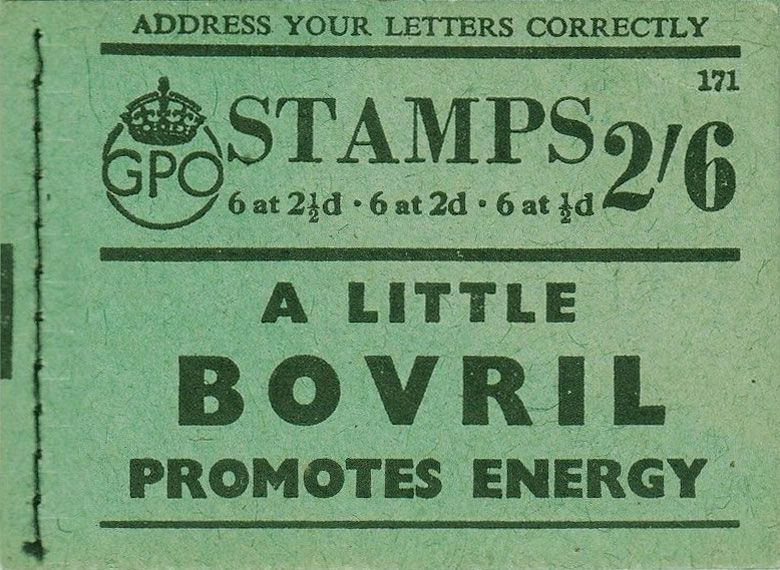 ADDRESS YOUR LETTERS CORRECTLY
171
GPO
STAMPS 2/6
6 at 2½d · 6 at 2d · 6 at ½d
A LITTLE
BOVRIL
PROMOTES ENERGY